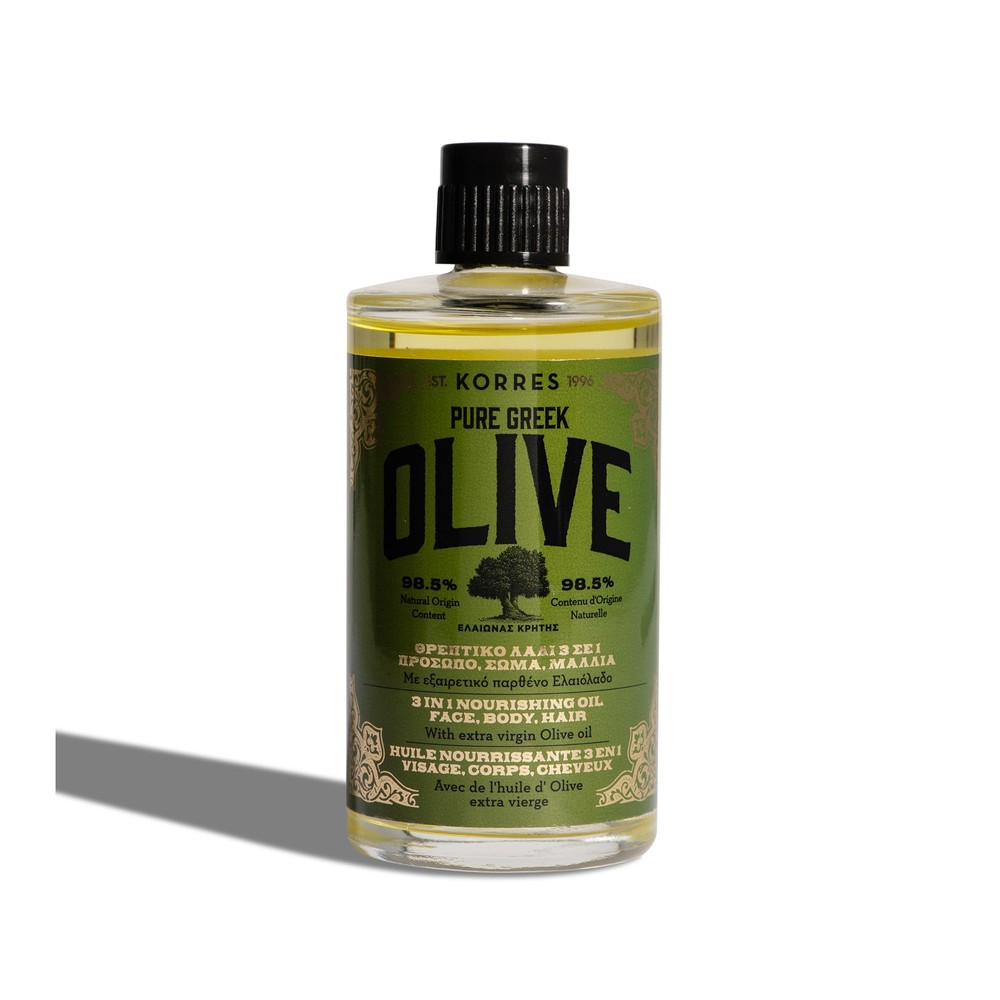 EST. KORRES 1996
PURE GREEK
OLIVE
98.5%
Natural Origin
Content
98.5%
Contenu d'Origine
Naturelle
ΕΛΑΙΩΝΑΣ ΚΡΗΤΗΣ
ΘΡΕΠΤΙΚΟ ΛΑΔΙ 3 ΣΕ 1
ΠΡΟΣΩΠΟ, ΣΩΜΑ, ΜΑΛΛΙΑ
Με εξαιρετικό παρθένο Ελαιόλαδο
3 IN 1 NOURISHING OIL
FACE, BODY, HAIR
With extra virgin Olive oil
HUILE NOURRISSANTE 3 EN 1
VISAGE, CORPS, CHEVEUX
Avec de l'huile d' Olive
extra vierge